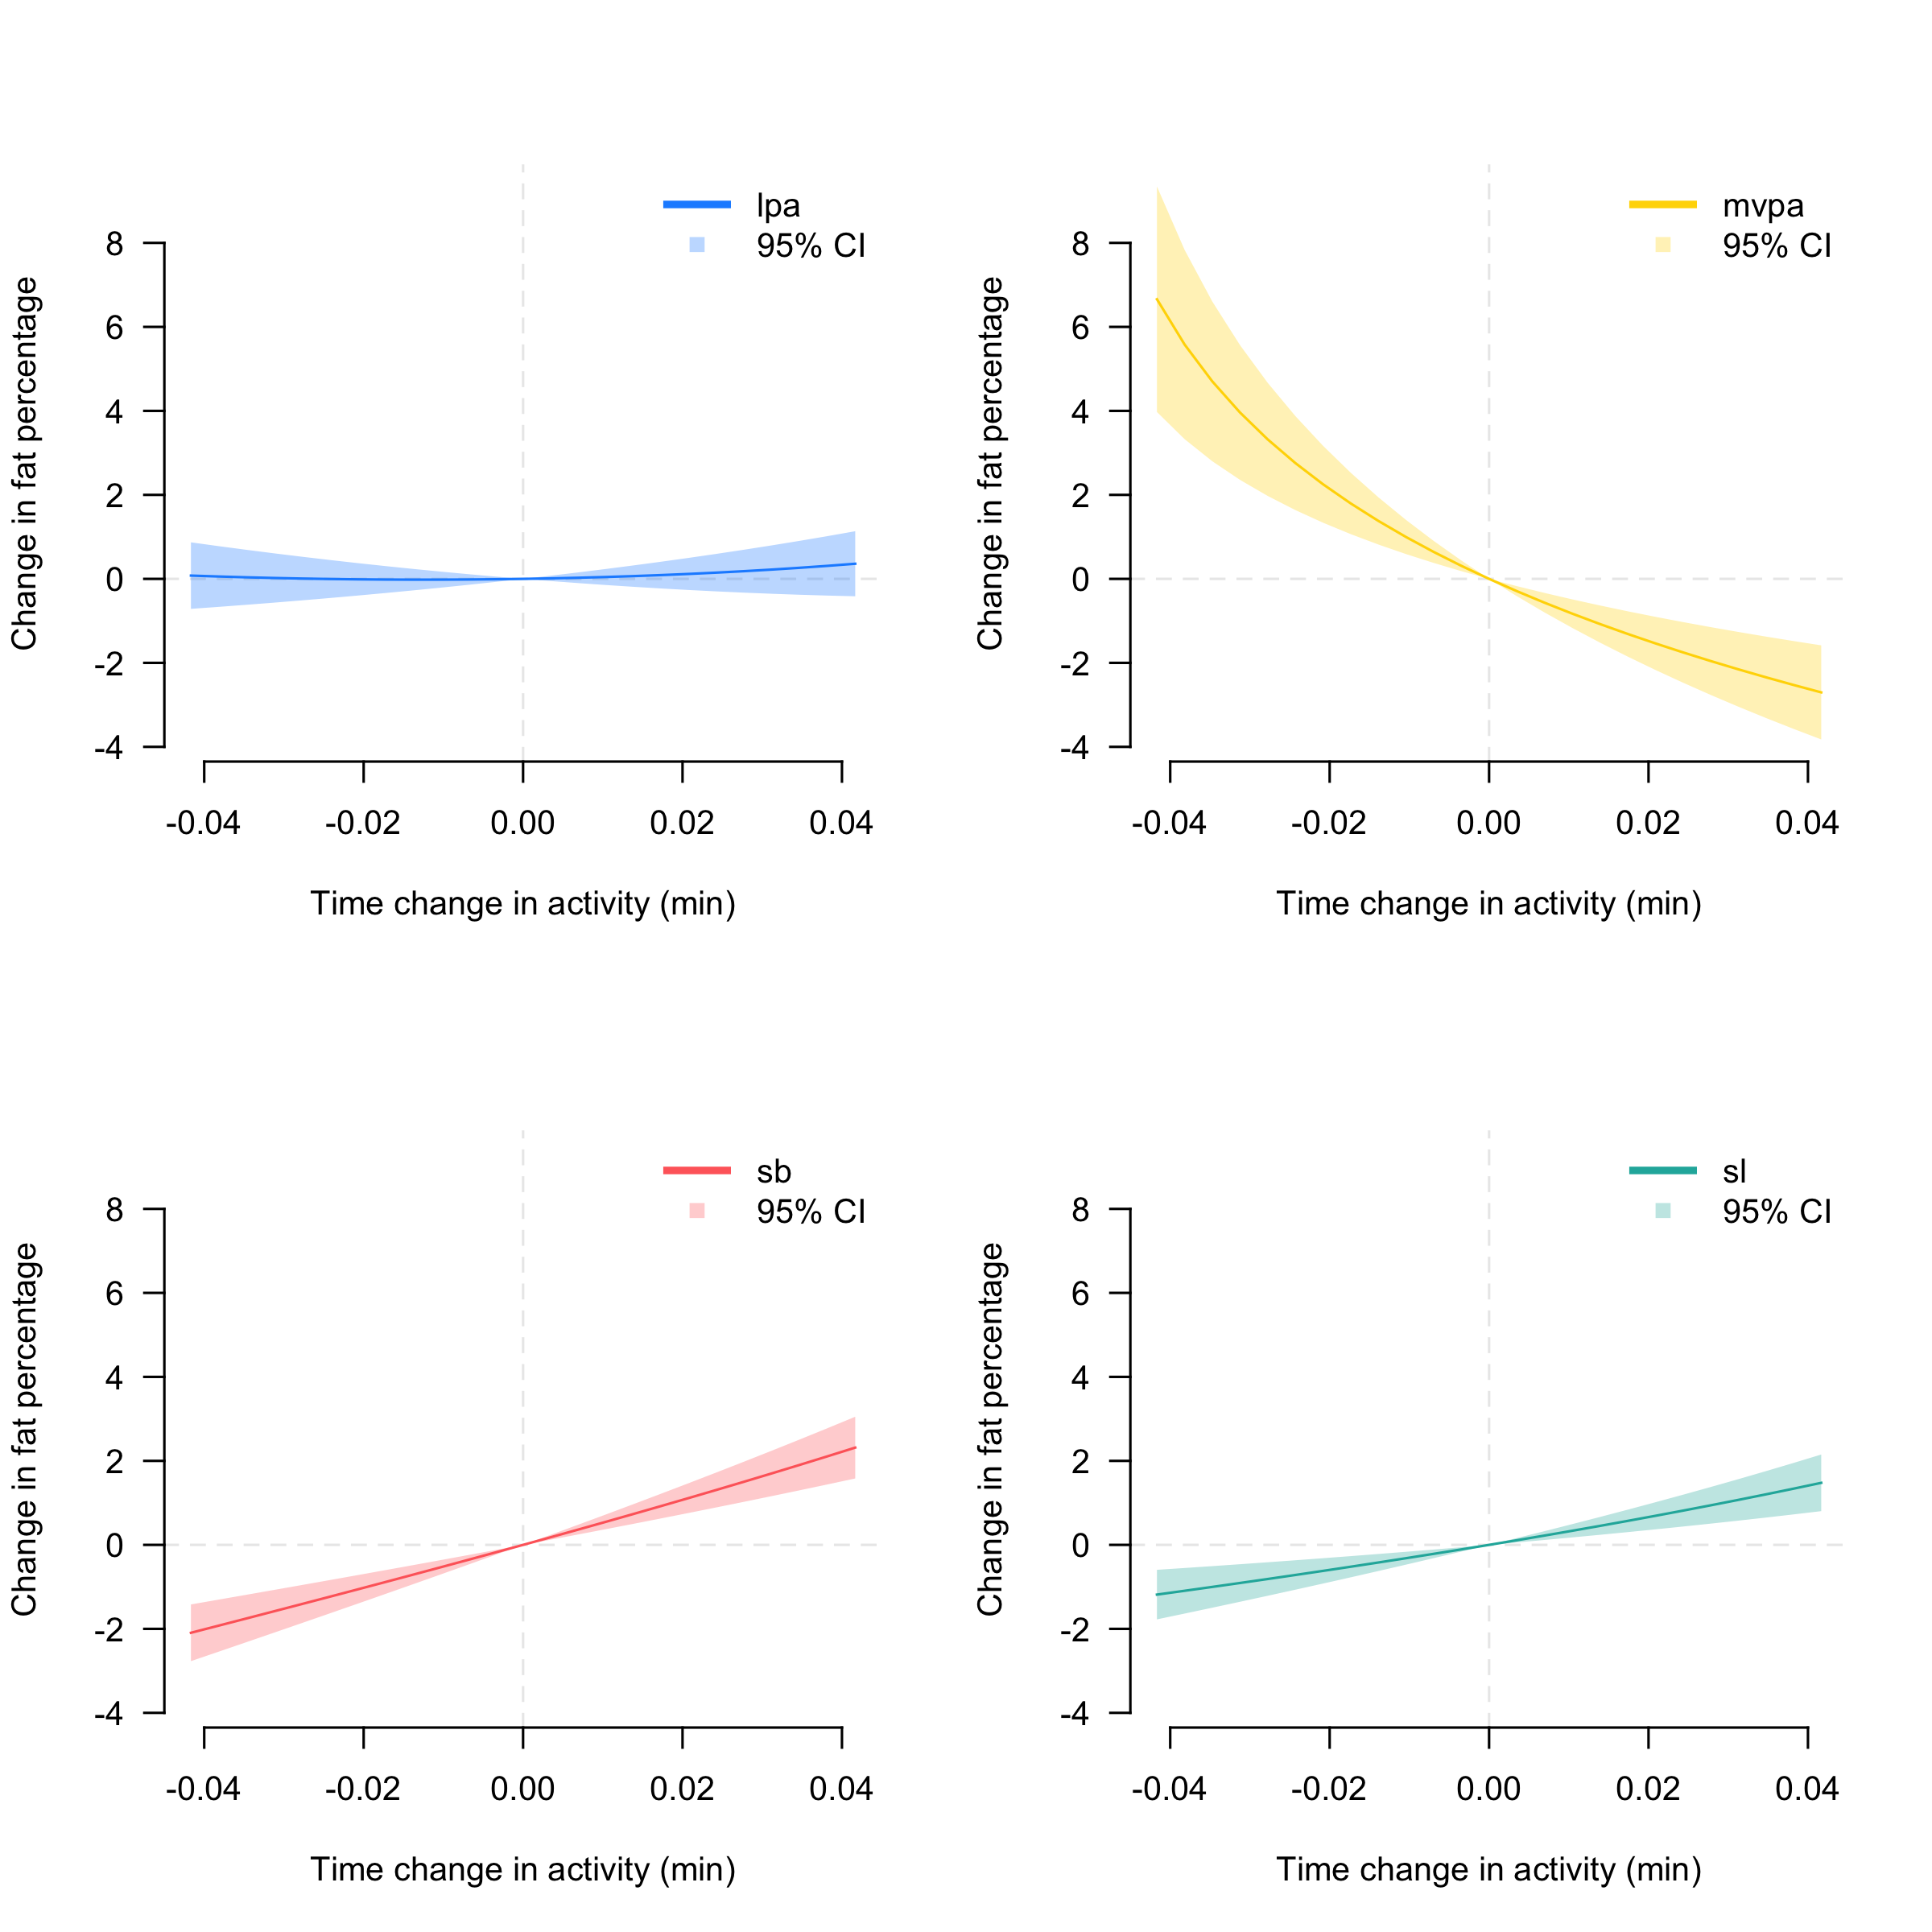 lpa
95% CI
8
6
4
2
0
-2
-4
Change in fat percentage
-0.04 -0.02 0.00 0.02 0.04
Time change in activity (min)
mvpa
95% CI
8
6
4
2
0
-2
-4
Change in fat percentage
-0.04 -0.02 0.00 0.02 0.04
Time change in activity (min)
sb
95% CI
8
6
4
2
0
-2
-4
Change in fat percentage
-0.04 -0.02 0.00 0.02 0.04
Time change in activity (min)
sl
95% CI
8
6
4
2
0
-2
-4
Change in fat percentage
-0.04 -0.02 0.00 0.02 0.04
Time change in activity (min)